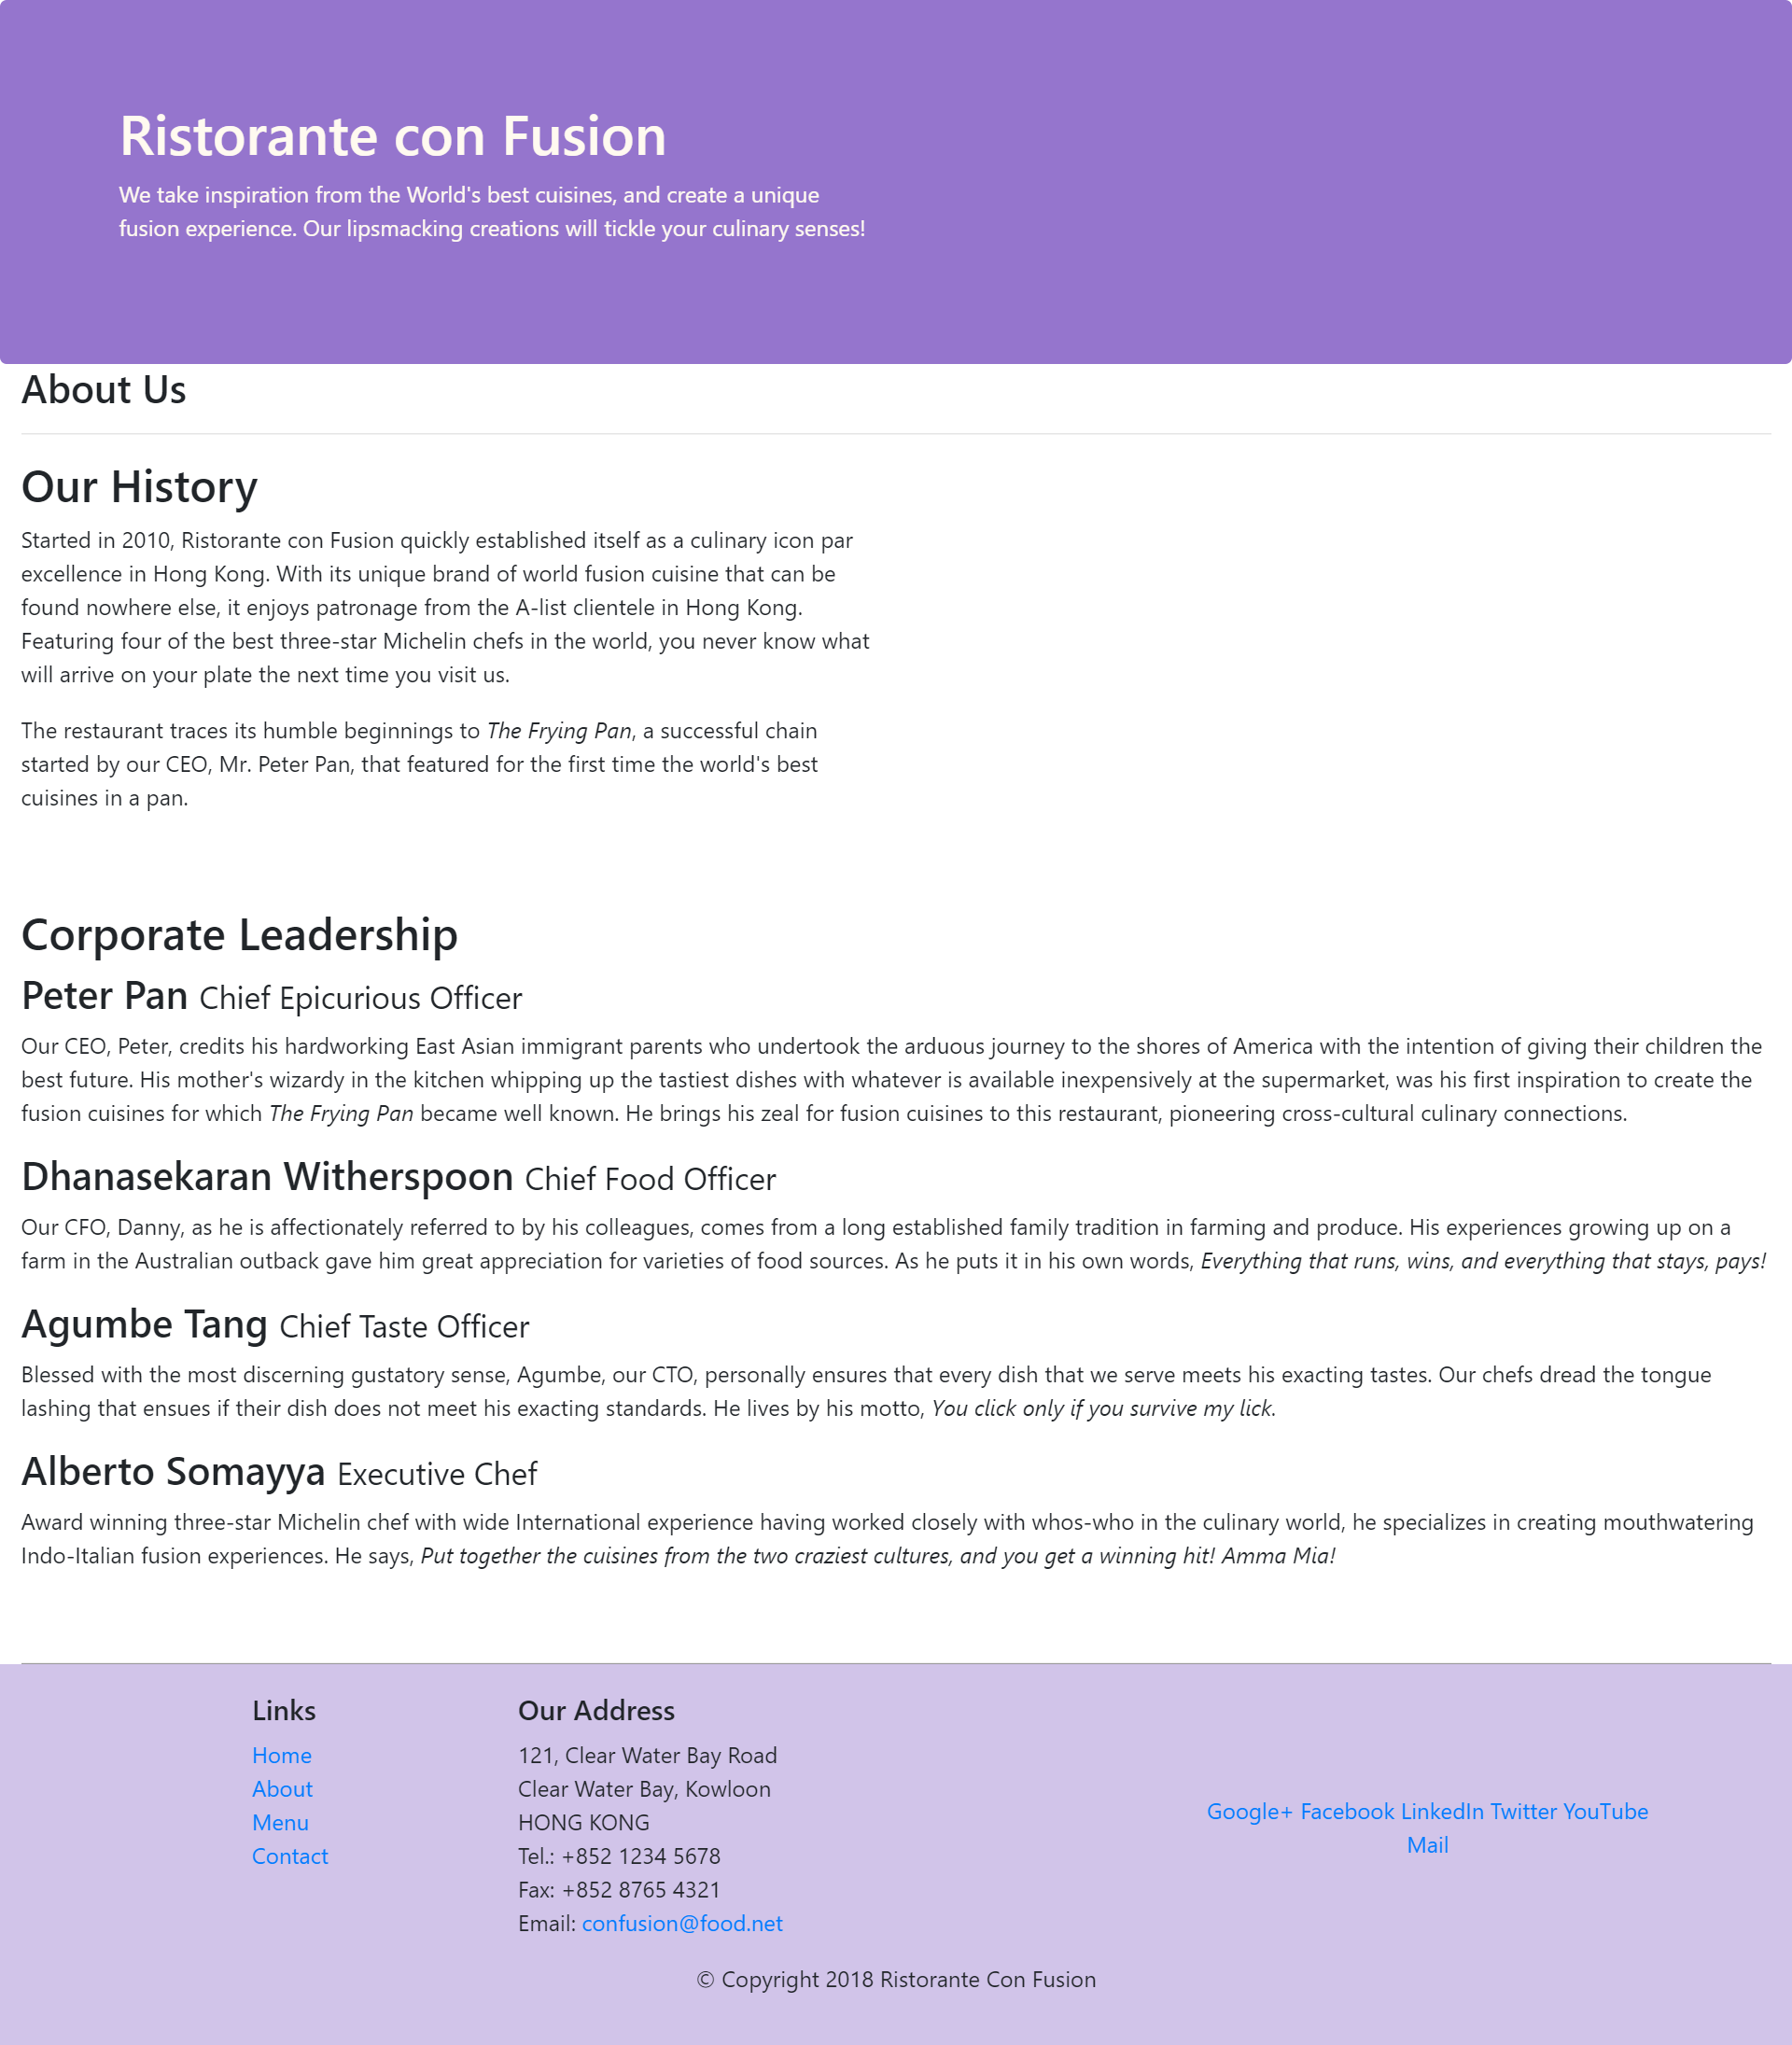 Ristorante con Fusion
We take inspiration from the World's best cuisines, and create a unique
fusion experience. Our lipsmacking creations will tickle your culinary senses!
About Us
Our History
Started in 2010, Ristorante con Fusion quickly established itself as a culinary icon par
excellence in Hong Kong. With its unique brand of world fusion cuisine that can be
found nowhere else, it enjoys patronage from the A-list clientele in Hong Kong.
Featuring four of the best three-star Michelin chefs in the world, you never know what
will arrive on your plate the next time you visit us.
The restaurant traces its humble beginnings to The Frying Pan, a successful chain
started by our CEO, Mr. Peter Pan, that featured for the first time the world's best
cuisines in a pan.
Corporate Leadership
Peter Pan Chief Epicurious Officer
Our CEO, Peter, credits his hardworking East Asian immigrant parents who undertook the arduous journey to the shores of America with the intention of giving their children the
best future. His mother's wizardy in the kitchen whipping up the tastiest dishes with whatever is available inexpensively at the supermarket, was his first inspiration to create the
fusion cuisines for which The Frying Pan became well known. He brings his zeal for fusion cuisines to this restaurant, pioneering cross-cultural culinary connections.
Dhanasekaran Witherspoon Chief Food Officer
Our CFO, Danny, as he is affectionately referred to by his colleagues, comes from a long established family tradition in farming and produce. His experiences growing up on a
farm in the Australian outback gave him great appreciation for varieties of food sources. As he puts it in his own words, Everything that runs, wins, and everything that stays, pays!
Agumbe Tang Chief Taste Officer
Blessed with the most discerning gustatory sense, Agumbe, our CTO, personally ensures that every dish that we serve meets his exacting tastes. Our chefs dread the tongue
lashing that ensues if their dish does not meet his exacting standards. He lives by his motto, You click only if you survive my lick.
Alberto Somayya Executive Chef
Award winning three-star Michelin chef with wide International experience having worked closely with whos-who in the culinary world, he specializes in creating mouthwatering
Indo-Italian fusion experiences. He says, Put together the cuisines from the two craziest cultures, and you get a winning hit! Amma Mia!
Links
Home
About
Menu
Contact
Our Address
121, Clear Water Bay Road
Clear Water Bay, Kowloon
HONG KONG
Tel.: +852 1234 5678
Fax: +852 8765 4321
Email: confusion@food.net
Google+ Facebook LinkedIn Twitter YouTube
Mail
© Copyright 2018 Ristorante Con Fusion